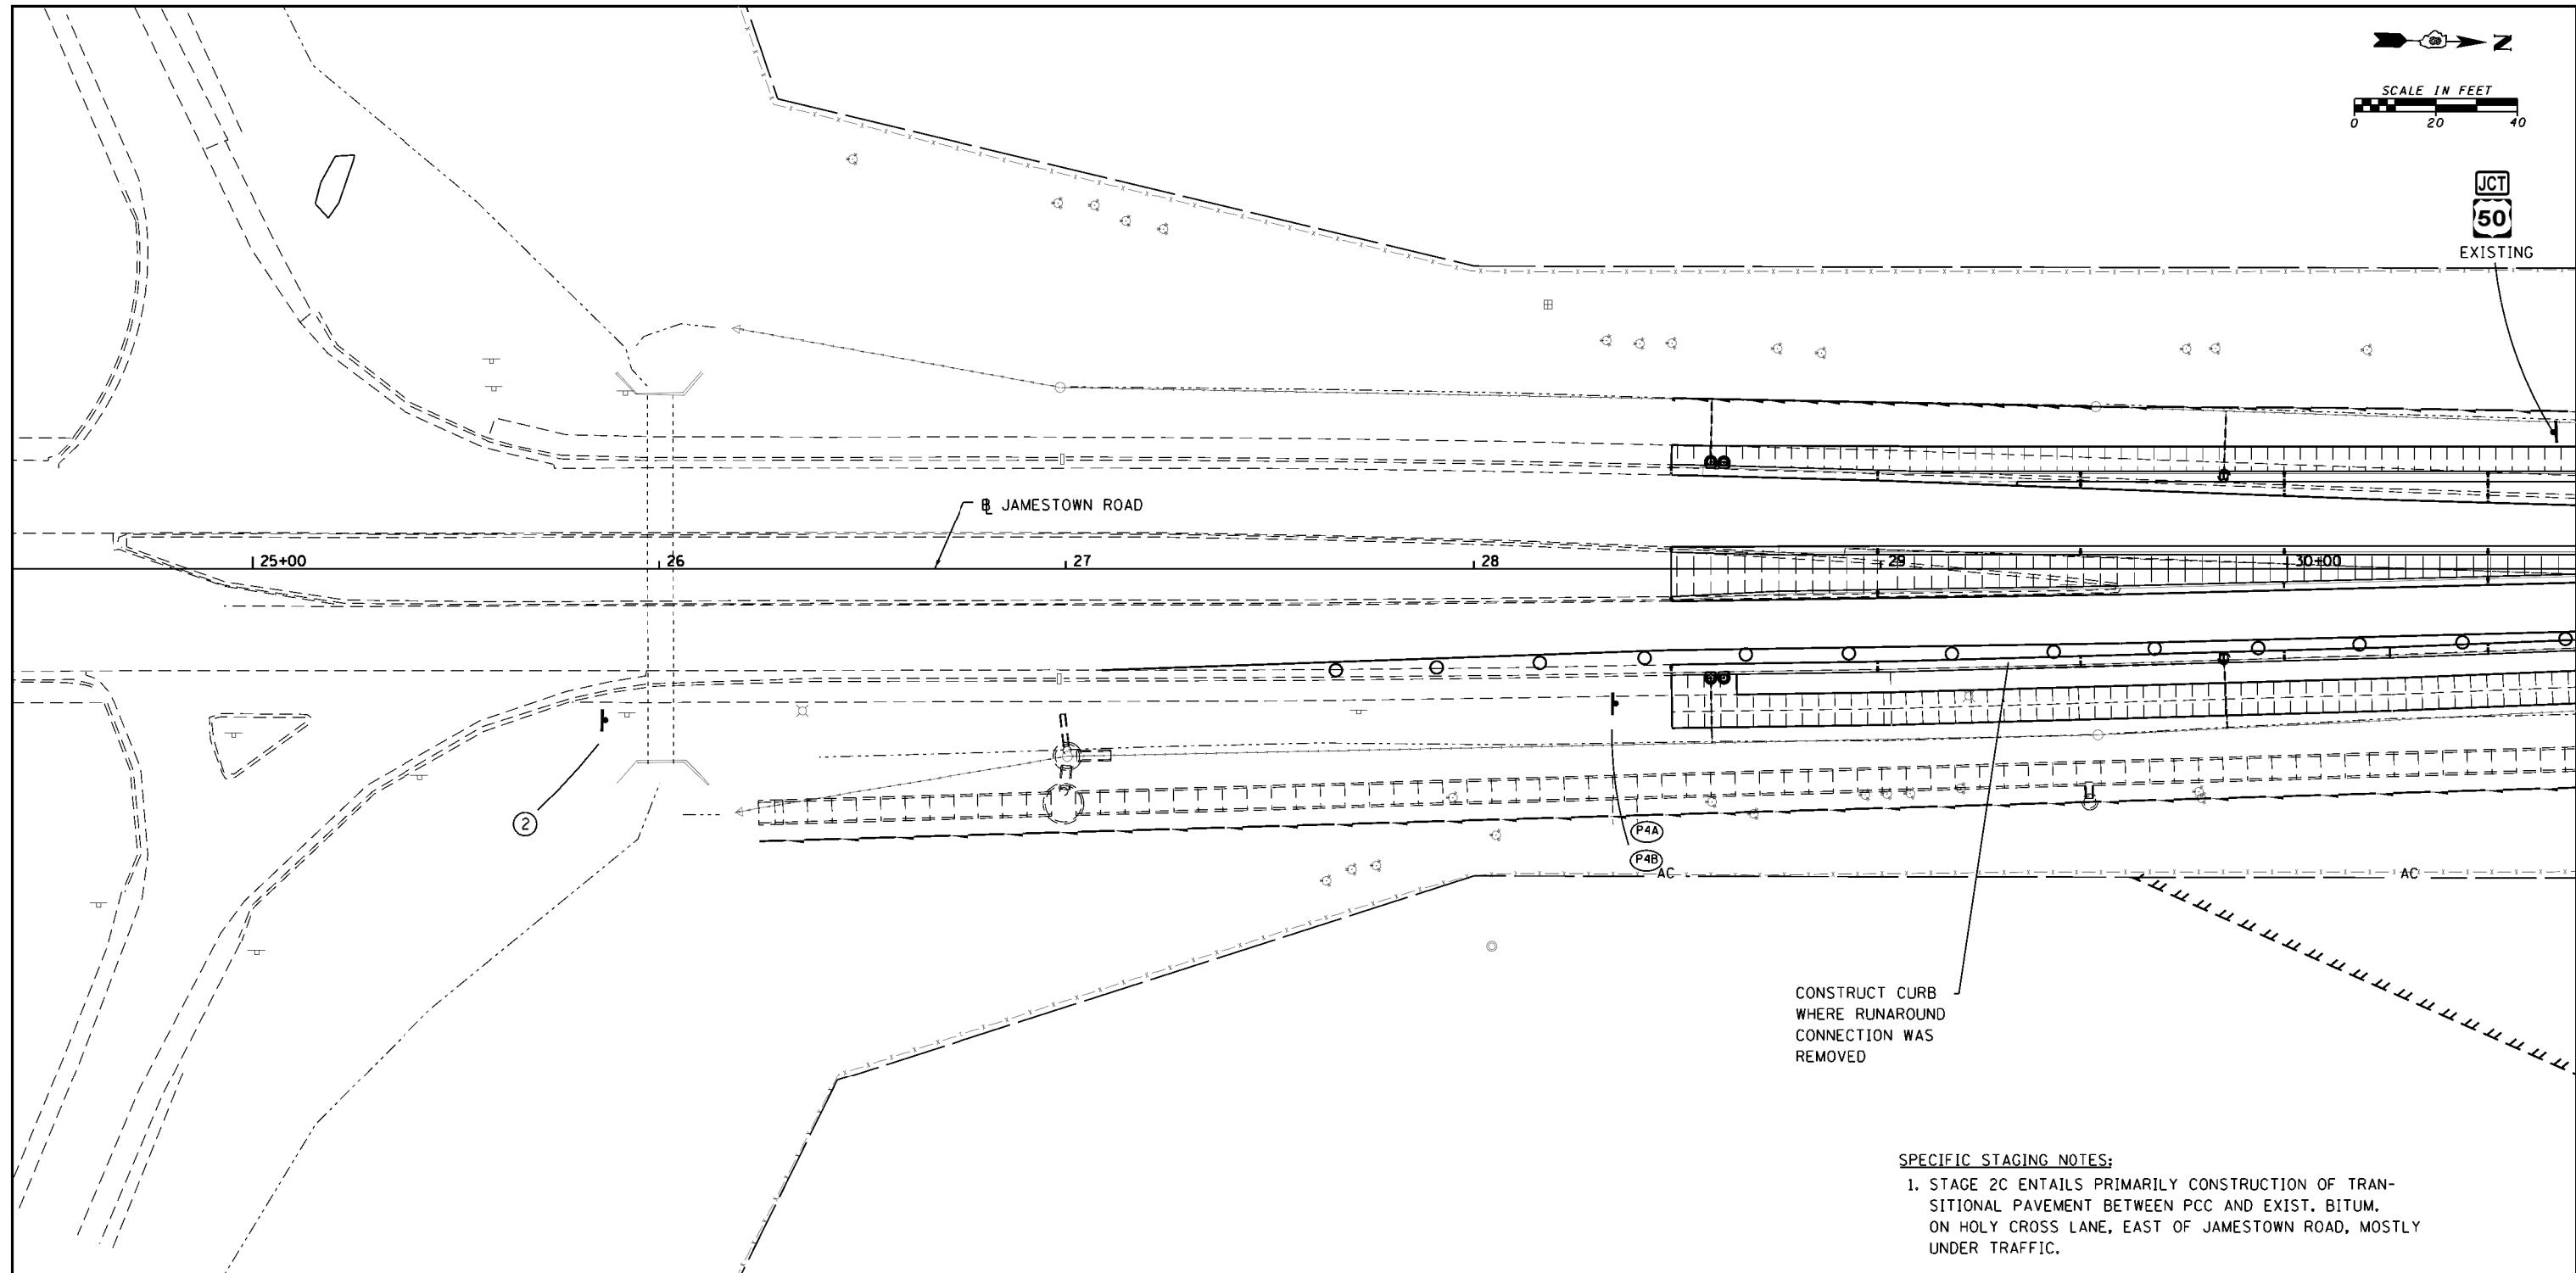 N
SCALE IN FEET
0 20 40
JCT
50
EXISTING
BL JAMESTOWN ROAD
25+00 26 27 28 29 30+00
2
P4A
P4B
AC AC
CONSTRUCT CURB
WHERE RUNAROUND
CONNECTION WAS
REMOVED
SPECIFIC STAGING NOTES:
1. STAGE 2C ENTAILS PRIMARILY CONSTRUCTION OF TRAN-
SITIONAL PAVEMENT BETWEEN PCC AND EXIST. BITUM.
ON HOLY CROSS LANE, EAST OF JAMESTOWN ROAD, MOSTLY
UNDER TRAFFIC.